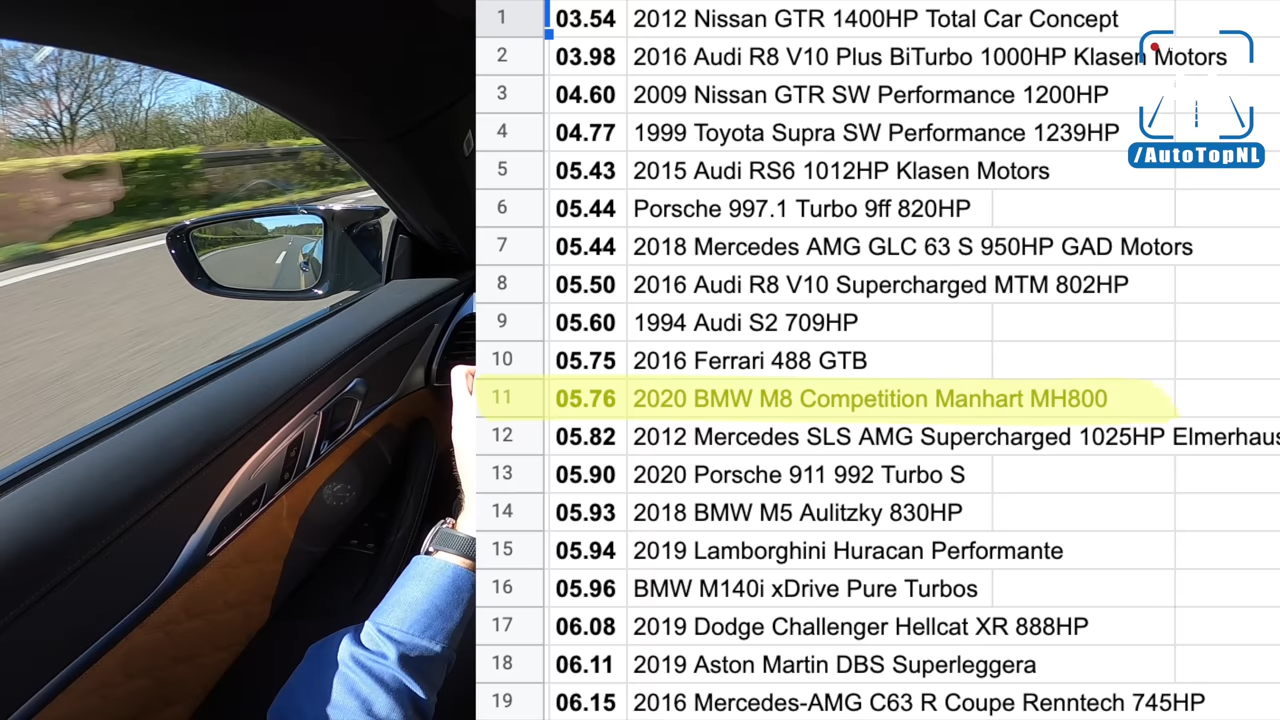 1 03.54 2012 Nissan GTR 1400HP Total Car Concept
2 03.98 2016 Audi R8 V10 Plus BiTurbo 1000HP Klasen Motors
3 04.60 2009 Nissan GTR SW Performance 1200HP
4 04.77 1999 Toyota Supra SW Performance 1239HP
/AutoTopNL
5 05.43 2015 Audi RS6 1012HP Klasen Motors
6 05.44 Porsche 997.1 Turbo 9ff 820HP
7 05.44 2018 Mercedes AMG GLC 63 S 950HP GAD Motors
8 05.50 2016 Audi R8 V10 Supercharged MTM 802HP
9 05.60 1994 Audi S2 709HP
10 05.75 2016 Ferrari 488 GTB
11 05.76 2020 BMW M8 Competition Manhart MH800
12 05.82 2012 Mercedes SLS AMG Supercharged 1025HP Elmerhaus
13 05.90 2020 Porsche 911 992 Turbo S
14 05.93 2018 BMW M5 Aulitzky 830HP
15 05.94 2019 Lamborghini Huracan Performante
16 05.96 BMW M140i xDrive Pure Turbos
17 06.08 2019 Dodge Challenger Hellcat XR 888HP
18 06.11 2019 Aston Martin DBS Superleggera
19 06.15 2016 Mercedes-AMG C63 R Coupe Renntech 745HP